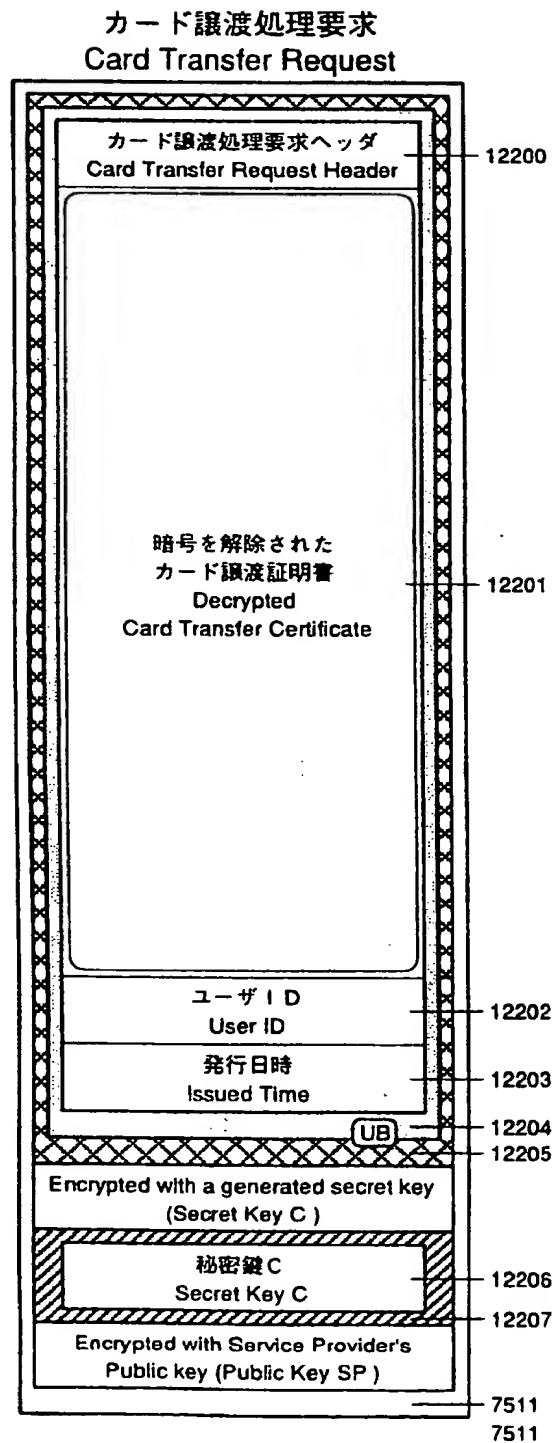 カード譲渡処理要求
Card Transfer Request
カード譲渡処理要求ヘッダ
Card Transfer Request Header
12200
暗号を解除された
カード譲渡証明書
Decrypted
Card Transfer Certificate
12201
ユーザID
User ID
12202
発行日時
Issued Time
12203
UB
12204
12205
Encrypted with a generated secret key
(Secret Key C )
秘密鍵C
Secret Key C
12206
12207
Encrypted with Service Provider's
Public key (Public Key SP )
7511
7511